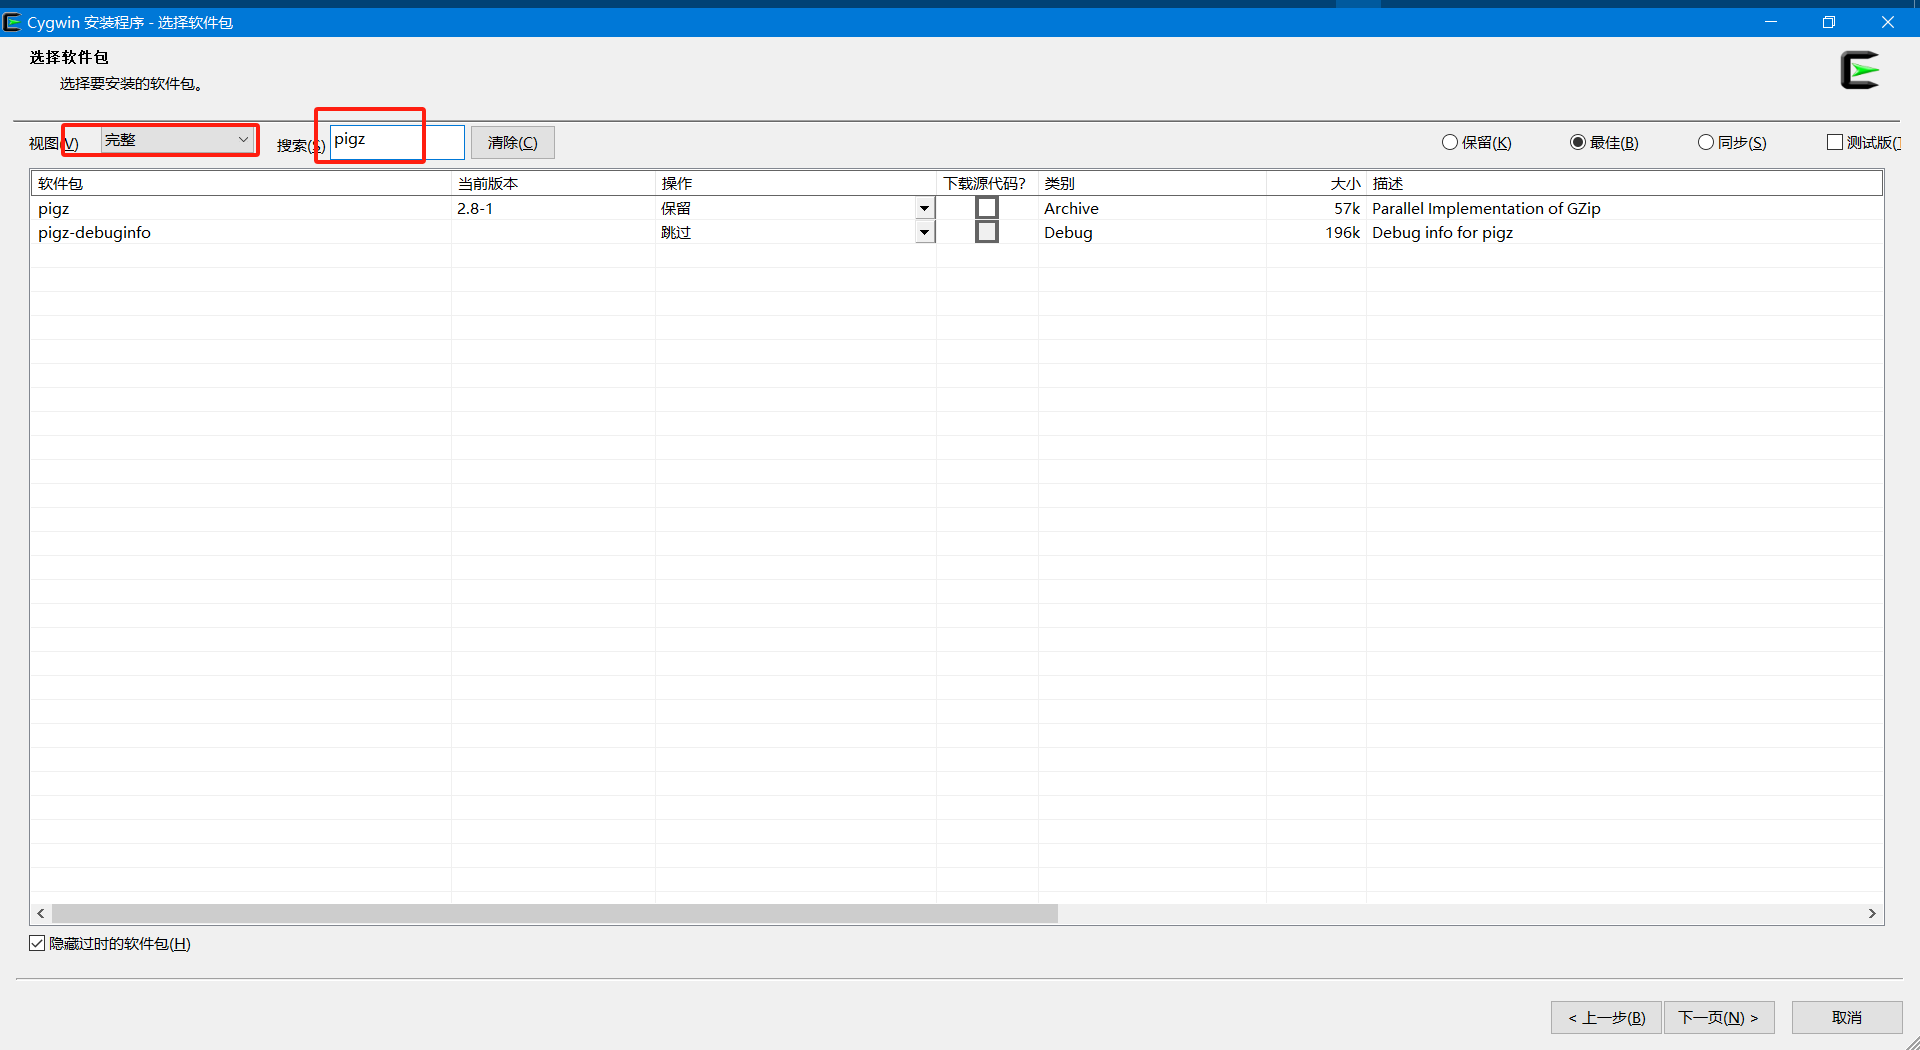 Cygwin 安装程序 - 选择软件包
选择软件包
选择要安装的软件包。
视图(V) 完整 搜索(S) pigz 清除(C) 保留(K) 最佳(B) 同步(S) 测试版(
软件包 当前版本 操作 下载源代码? 类别 大小 描述
pigz 2.8-1 保留 Archive 57k Parallel Implementation of GZip
pigz-debuginfo 跳过 Debug 196k Debug info for pigz
隐藏过时的软件包(H)
< 上一步(B) 下一页(N) > 取消